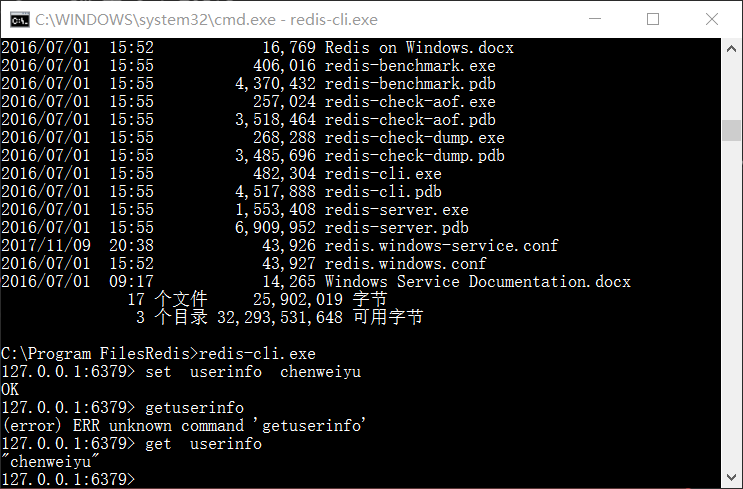 C:\WINDOWS\system32\cmd.exe - redis-cli.exe
2016/07/01  15:52            16,769 Redis on Windows.docx
2016/07/01  15:55           406,016 redis-benchmark.exe
2016/07/01  15:55         4,370,432 redis-benchmark.pdb
2016/07/01  15:55           257,024 redis-check-aof.exe
2016/07/01  15:55         3,518,464 redis-check-aof.pdb
2016/07/01  15:55           268,288 redis-check-dump.exe
2016/07/01  15:55         3,485,696 redis-check-dump.pdb
2016/07/01  15:55           482,304 redis-cli.exe
2016/07/01  15:55         4,517,888 redis-cli.pdb
2016/07/01  15:55         1,553,408 redis-server.exe
2016/07/01  15:55         6,909,952 redis-server.pdb
2017/11/09  20:38            43,926 redis.windows-service.conf
2016/07/01  15:52            43,927 redis.windows.conf
2016/07/01  09:17            14,265 Windows Service Documentation.docx
              17 个文件     25,902,019 字节
               3 个目录 32,293,531,648 可用字节
C:\Program FilesRedis>redis-cli.exe
127.0.0.1:6379> set  userinfo  chenweiyu
OK
127.0.0.1:6379> getuserinfo
(error) ERR unknown command 'getuserinfo'
127.0.0.1:6379> get  userinfo
"chenweiyu"
127.0.0.1:6379>